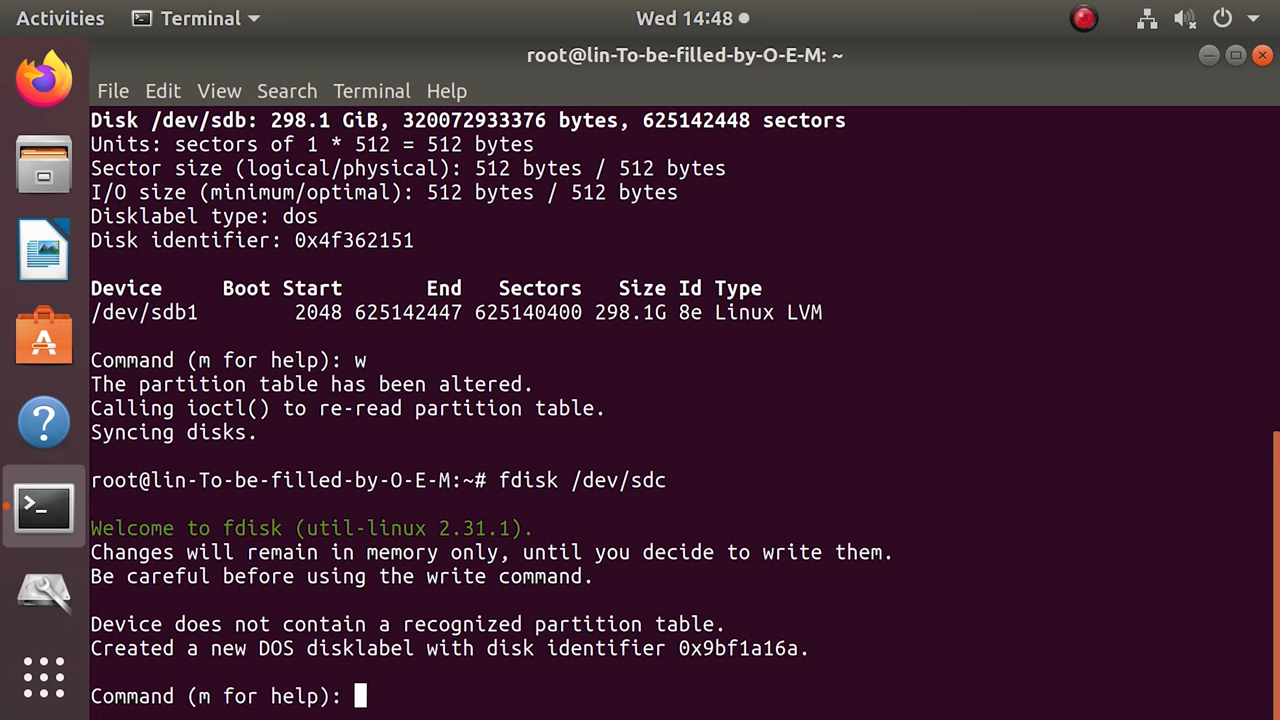 Activities Terminal Wed 14:48
root@lin-To-be-filled-by-O-E-M: ~
File Edit View Search Terminal Help
Disk /dev/sdb: 298.1 GiB, 320072933376 bytes, 625142448 sectors
Units: sectors of 1 * 512 = 512 bytes
Sector size (logical/physical): 512 bytes / 512 bytes
I/O size (minimum/optimal): 512 bytes / 512 bytes
Disklabel type: dos
Disk identifier: 0x4f362151
Device Boot Start End Sectors Size Id Type
/dev/sdb1 2048 625142447 625140400 298.1G 8e Linux LVM
Command (m for help): w
The partition table has been altered.
Calling ioctl() to re-read partition table.
Syncing disks.
root@lin-To-be-filled-by-O-E-M:~# fdisk /dev/sdc
Welcome to fdisk (util-linux 2.31.1).
Changes will remain in memory only, until you decide to write them.
Be careful before using the write command.
Device does not contain a recognized partition table.
Created a new DOS disklabel with disk identifier 0x9bf1a16a.
Command (m for help):